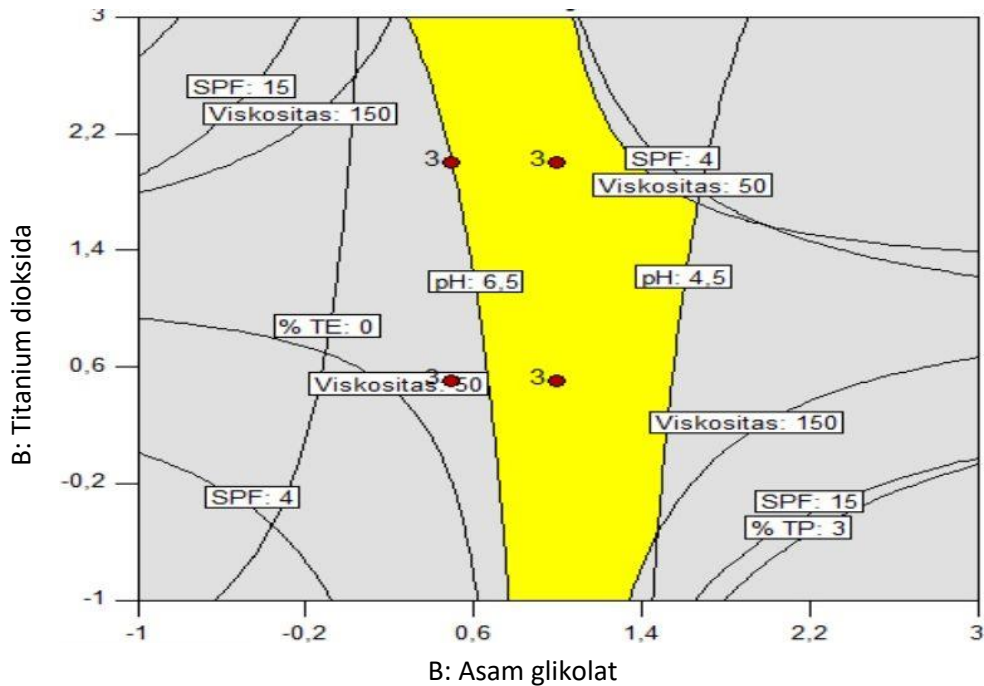 3
2,2
1,4
0,6
-0,2
-1
B: Titanium dioksida
SPF: 15
Viskositas: 150
3
3
SPF: 4
Viskositas: 50
pH: 6,5
pH: 4,5
% TE: 0
Viskositas: 50
3
3
Viskositas: 150
SPF: 4
SPF: 15
% TP: 3
-1
-0,2
0,6
1,4
2,2
3
B: Asam glikolat